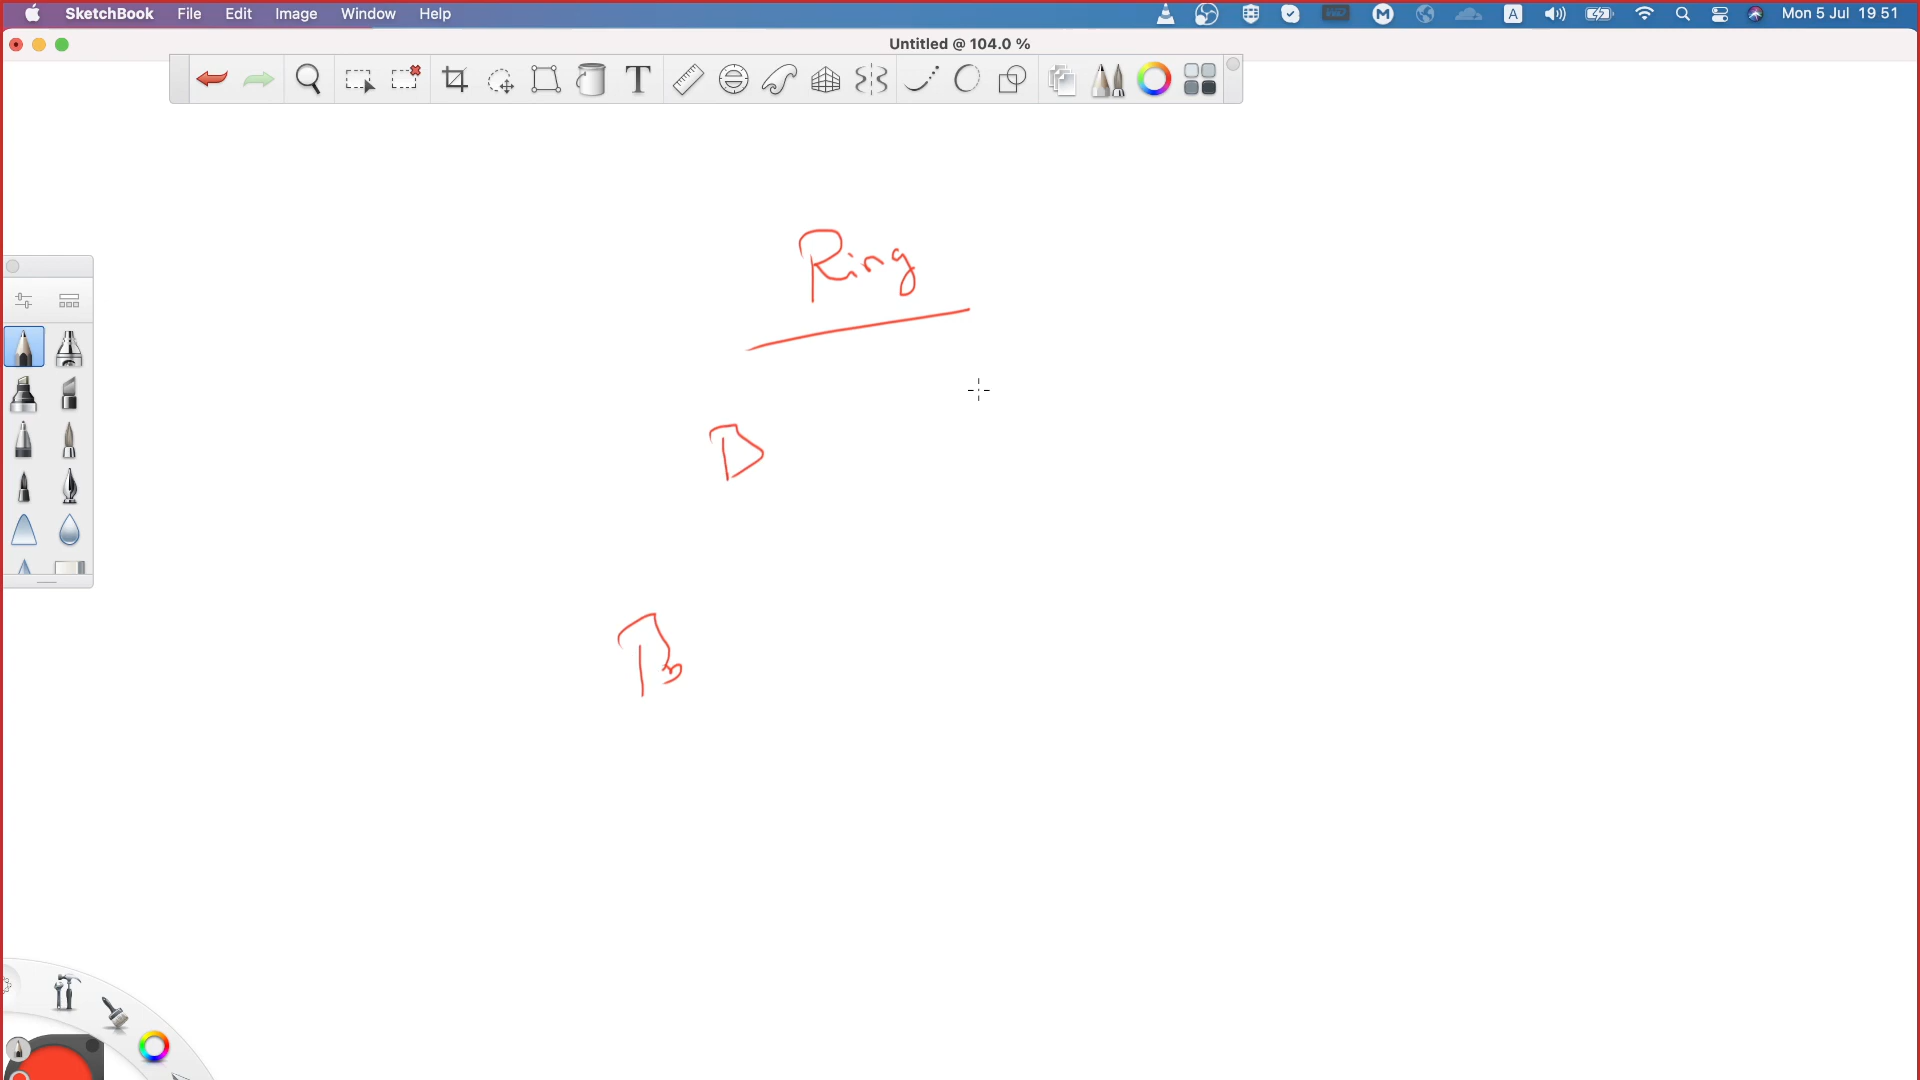 SketchBook File Edit Image Window Help A Mon 5 Jul 19 51
Untitled @ 104.0 %
T
Ring
D
B